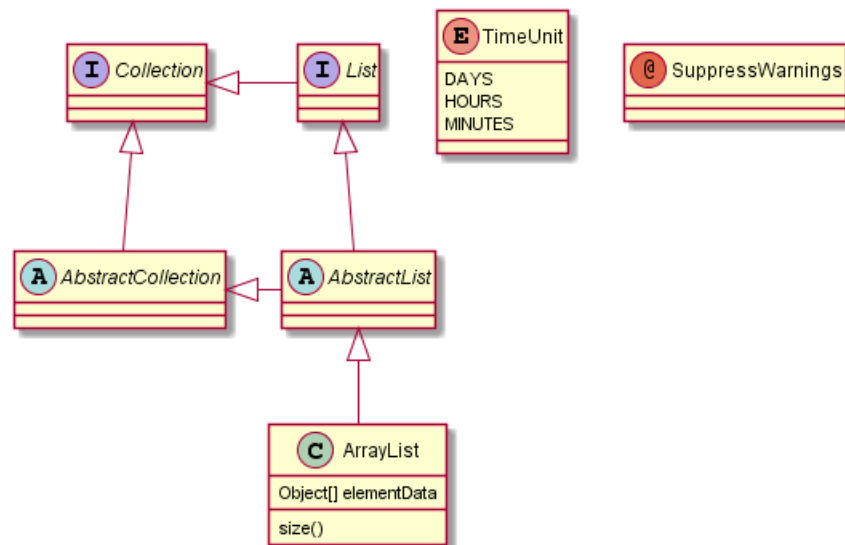 I Collection
I List
E TimeUnit
DAYS
HOURS
MINUTES
@ SuppressWarnings
A AbstractCollection
A AbstractList
C ArrayList
Object[] elementData
size()